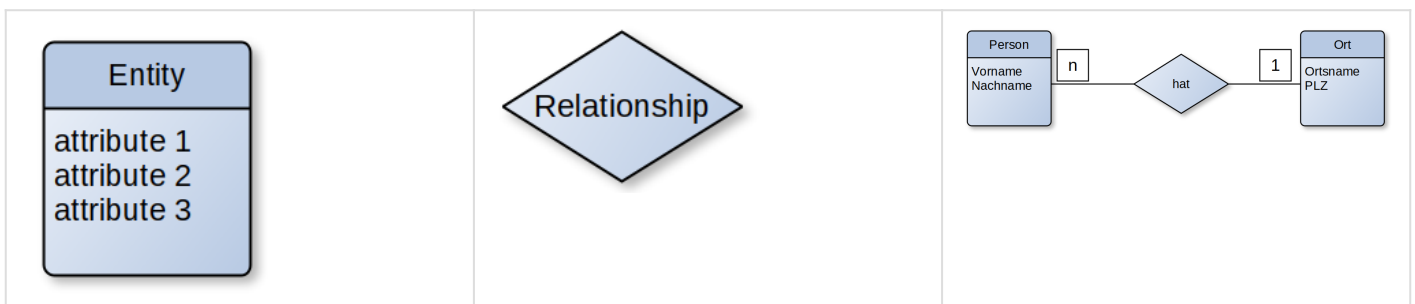 Entity
attribute 1
attribute 2
attribute 3
Relationship
Person
Vorname
Nachname
n
hat
1
Ort
Ortsname
PLZ